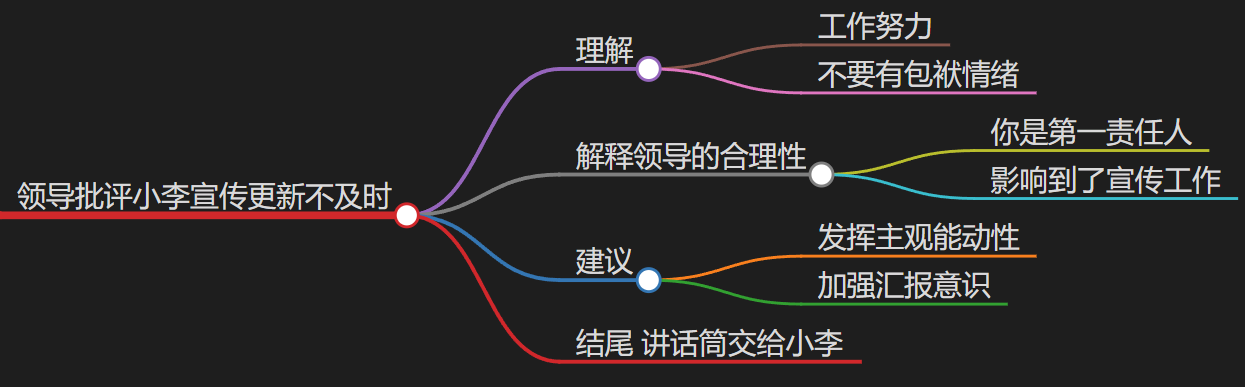 工作努力
理解
不要有包袱情绪
你是第一责任人
解释领导的合理性
影响到了宣传工作
领导批评小李宣传更新不及时
发挥主观能动性
建议
加强汇报意识
结尾 讲话筒交给小李